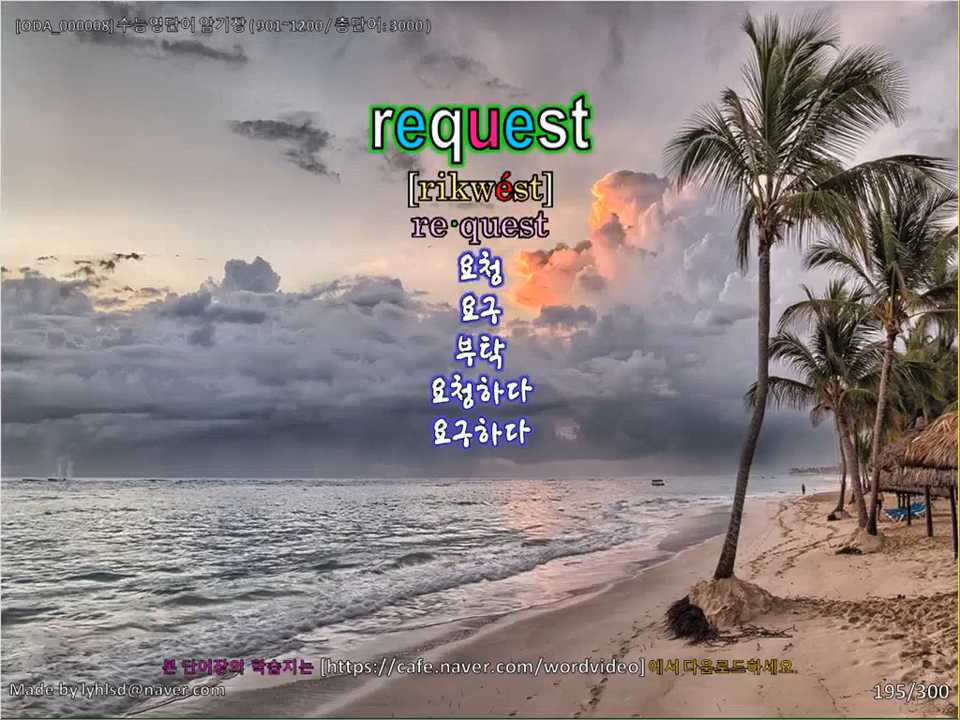 [ODA_000008] 수능영단어 암기장 ( 901~1200 / 총단어: 3000 )
request
[rikwést]
re·quest
요청
요구
부탁
요청하다
요구하다
본 단어장의 학습지는 [https://cafe.naver.com/wordvideo] 에서 다운로드하세요.
Made by lyhlsd@naver.com
195/300